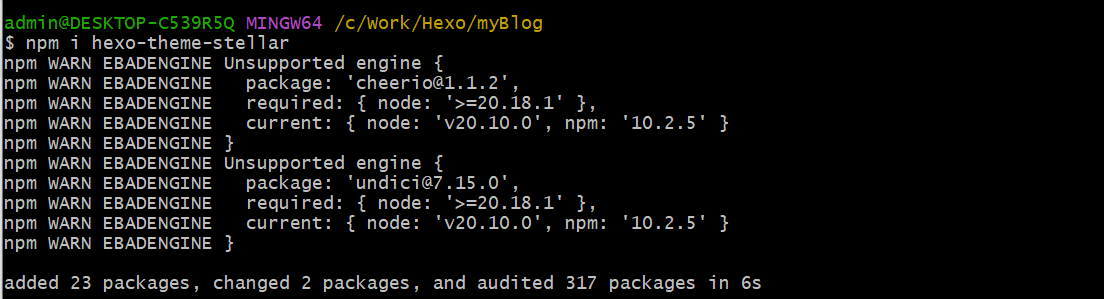 admin@DESKTOP-C539R5Q MINGW64 /c/Work/Hexo/myBlog
$ npm i hexo-theme-stellar
npm WARN EBADENGINE Unsupported engine {
npm WARN EBADENGINE   package: 'cheerio@1.1.2',
npm WARN EBADENGINE   required: { node: '>=20.18.1' },
npm WARN EBADENGINE   current: { node: 'v20.10.0', npm: '10.2.5' }
npm WARN EBADENGINE }
npm WARN EBADENGINE Unsupported engine {
npm WARN EBADENGINE   package: 'undici@7.15.0',
npm WARN EBADENGINE   required: { node: '>=20.18.1' },
npm WARN EBADENGINE   current: { node: 'v20.10.0', npm: '10.2.5' }
npm WARN EBADENGINE }
added 23 packages, changed 2 packages, and audited 317 packages in 6s